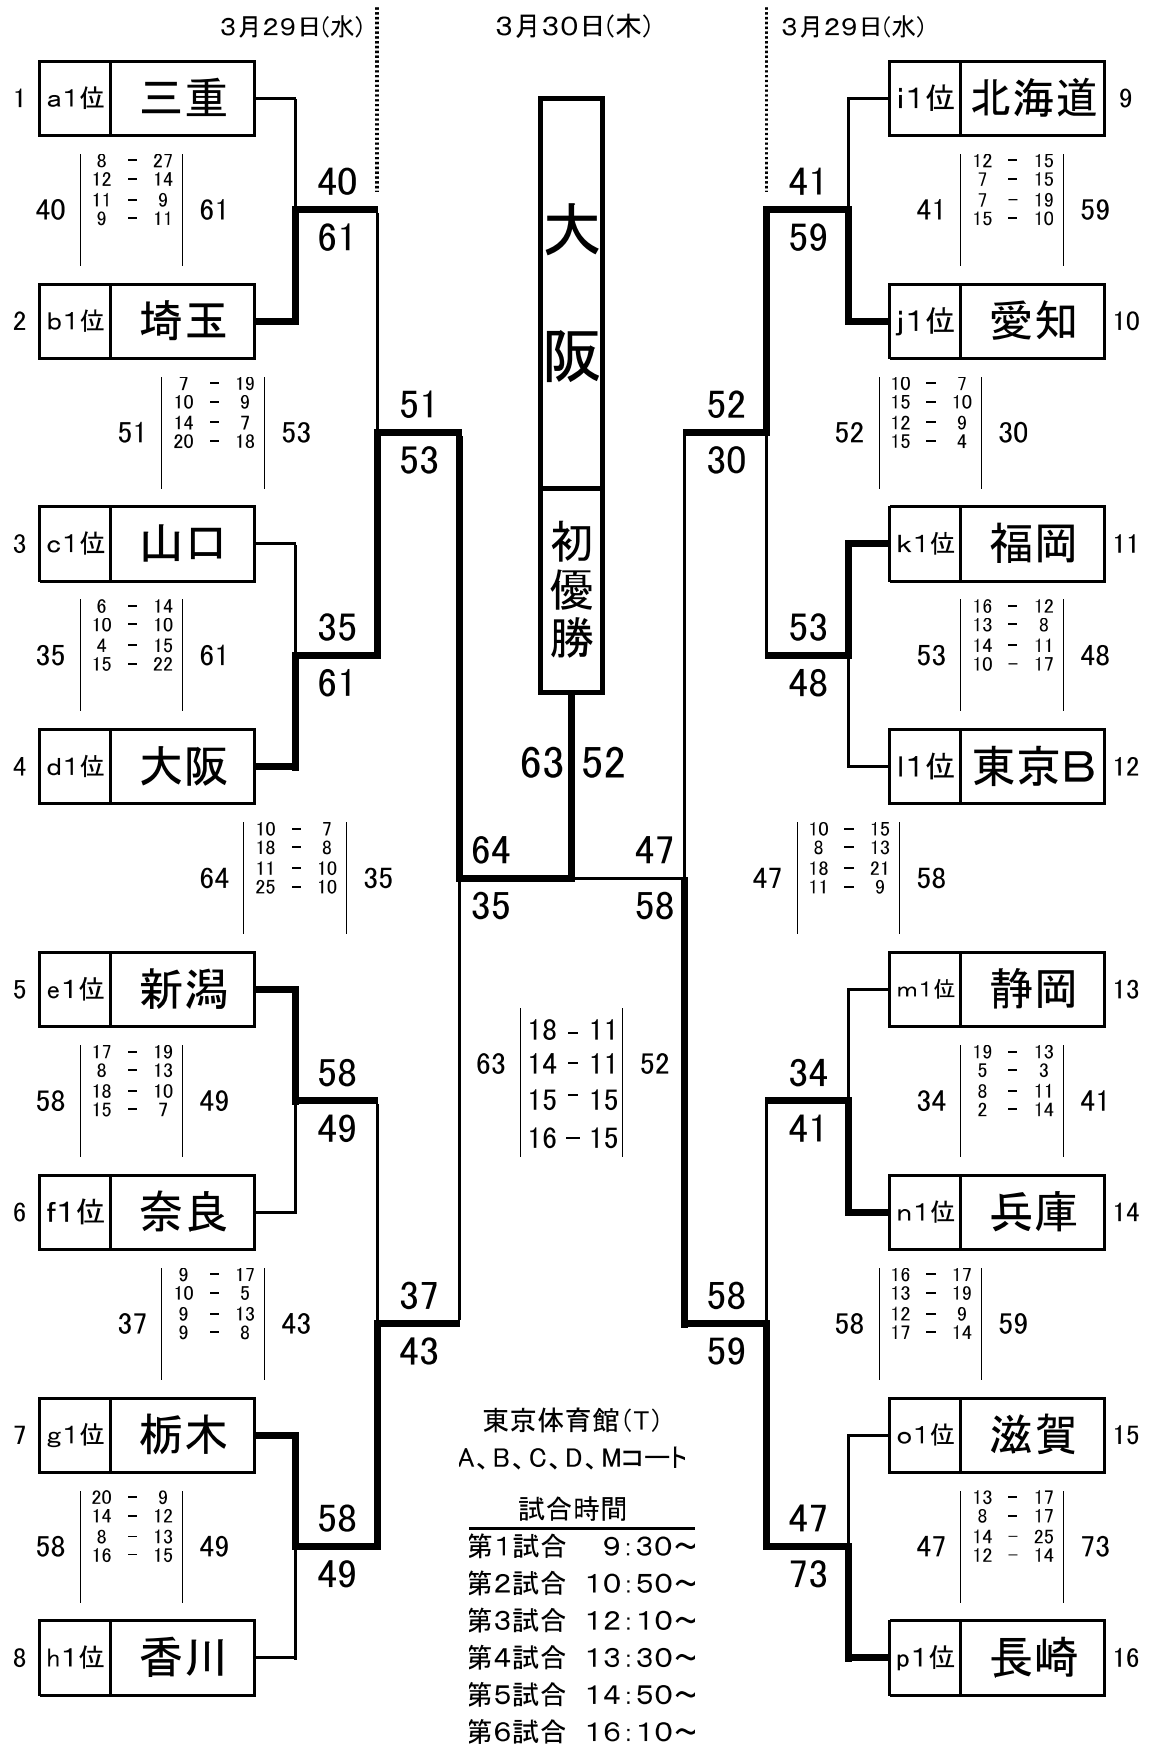 3月29日(水)
3月30日(木)
3月29日(水)
1 a1位 三重
8 － 27
12 － 14
11 － 9
9 － 11
40 61
40
61
2 b1位 埼玉
7 － 19
10 － 9
14 － 7
20 － 18
51 53
51
53
3 c1位 山口
6 － 14
10 － 10
4 － 15
15 － 22
35 61
35
61
4 d1位 大阪
10 － 7
18 － 8
11 － 10
25 － 10
64 35
64
35
5 e1位 新潟
17 － 19
8 － 13
18 － 10
15 － 7
58 49
58
49
6 f1位 奈良
9 － 17
10 － 5
9 － 13
9 － 8
37 43
37
43
7 g1位 栃木
20 － 9
14 － 12
8 － 13
16 － 15
58 49
58
49
8 h1位 香川
大阪
初優勝
63 52
18 － 11
14 － 11
15 － 15
16 － 15
63 52
東京体育館(T)
A、B、C、D、Mコート
試合時間
第1試合 9:30～
第2試合 10:50～
第3試合 12:10～
第4試合 13:30～
第5試合 14:50～
第6試合 16:10～
i1位 北海道 9
12 － 15
7 － 15
7 － 19
15 － 10
41 59
41
59
j1位 愛知 10
10 － 7
15 － 10
12 － 9
15 － 4
52 30
52
30
k1位 福岡 11
16 － 12
13 － 8
14 － 11
10 － 17
53 48
53
48
l1位 東京B 12
10 － 15
8 － 13
18 － 21
11 － 9
47 58
47
58
m1位 静岡 13
19 － 13
5 － 3
8 － 11
2 － 14
34 41
34
41
n1位 兵庫 14
16 － 17
13 － 19
12 － 9
17 － 14
58 59
58
59
o1位 滋賀 15
13 － 17
8 － 17
14 － 25
12 － 14
47 73
47
73
p1位 長崎 16